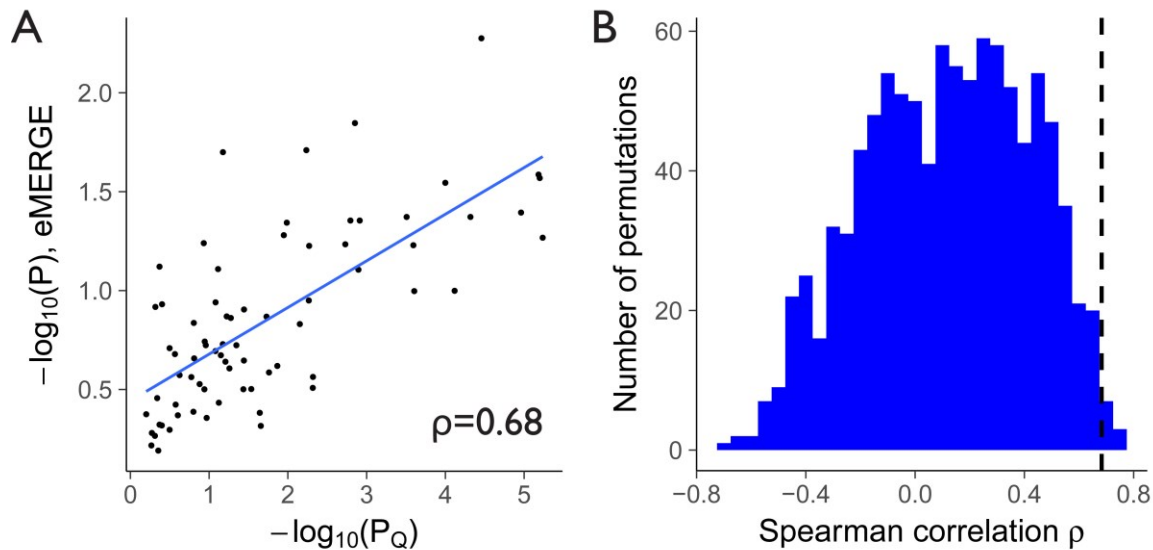 A
−log₁₀(P), eMERGE
2.0
1.5
1.0
0.5
ρ=0.68
0 1 2 3 4 5
−log₁₀(P_Q)
B
Number of permutations
60
40
20
0
−0.8 −0.4 0.0 0.4 0.8
Spearman correlation ρ